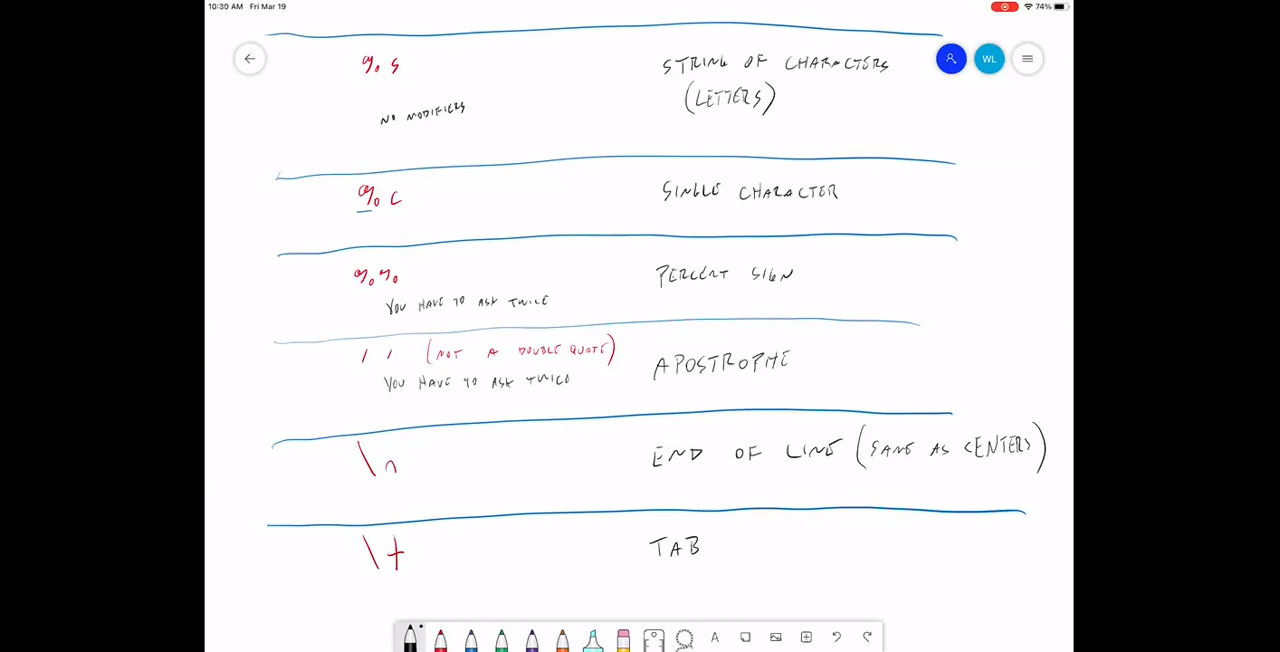 10:30 AM Fri Mar 19
74%
%s STRING OF CHARACTERS
(LETTERS)
NO MODIFIERS
WL
%c SINGLE CHARACTER
%% PERCENT SIGN
YOU HAVE TO ASK TWICE
' ' (NOT A DOUBLE QUOTE) APOSTROPHE
YOU HAVE TO ASK TWICE
\n END OF LINE (SAME AS <ENTER>)
\t TAB
A